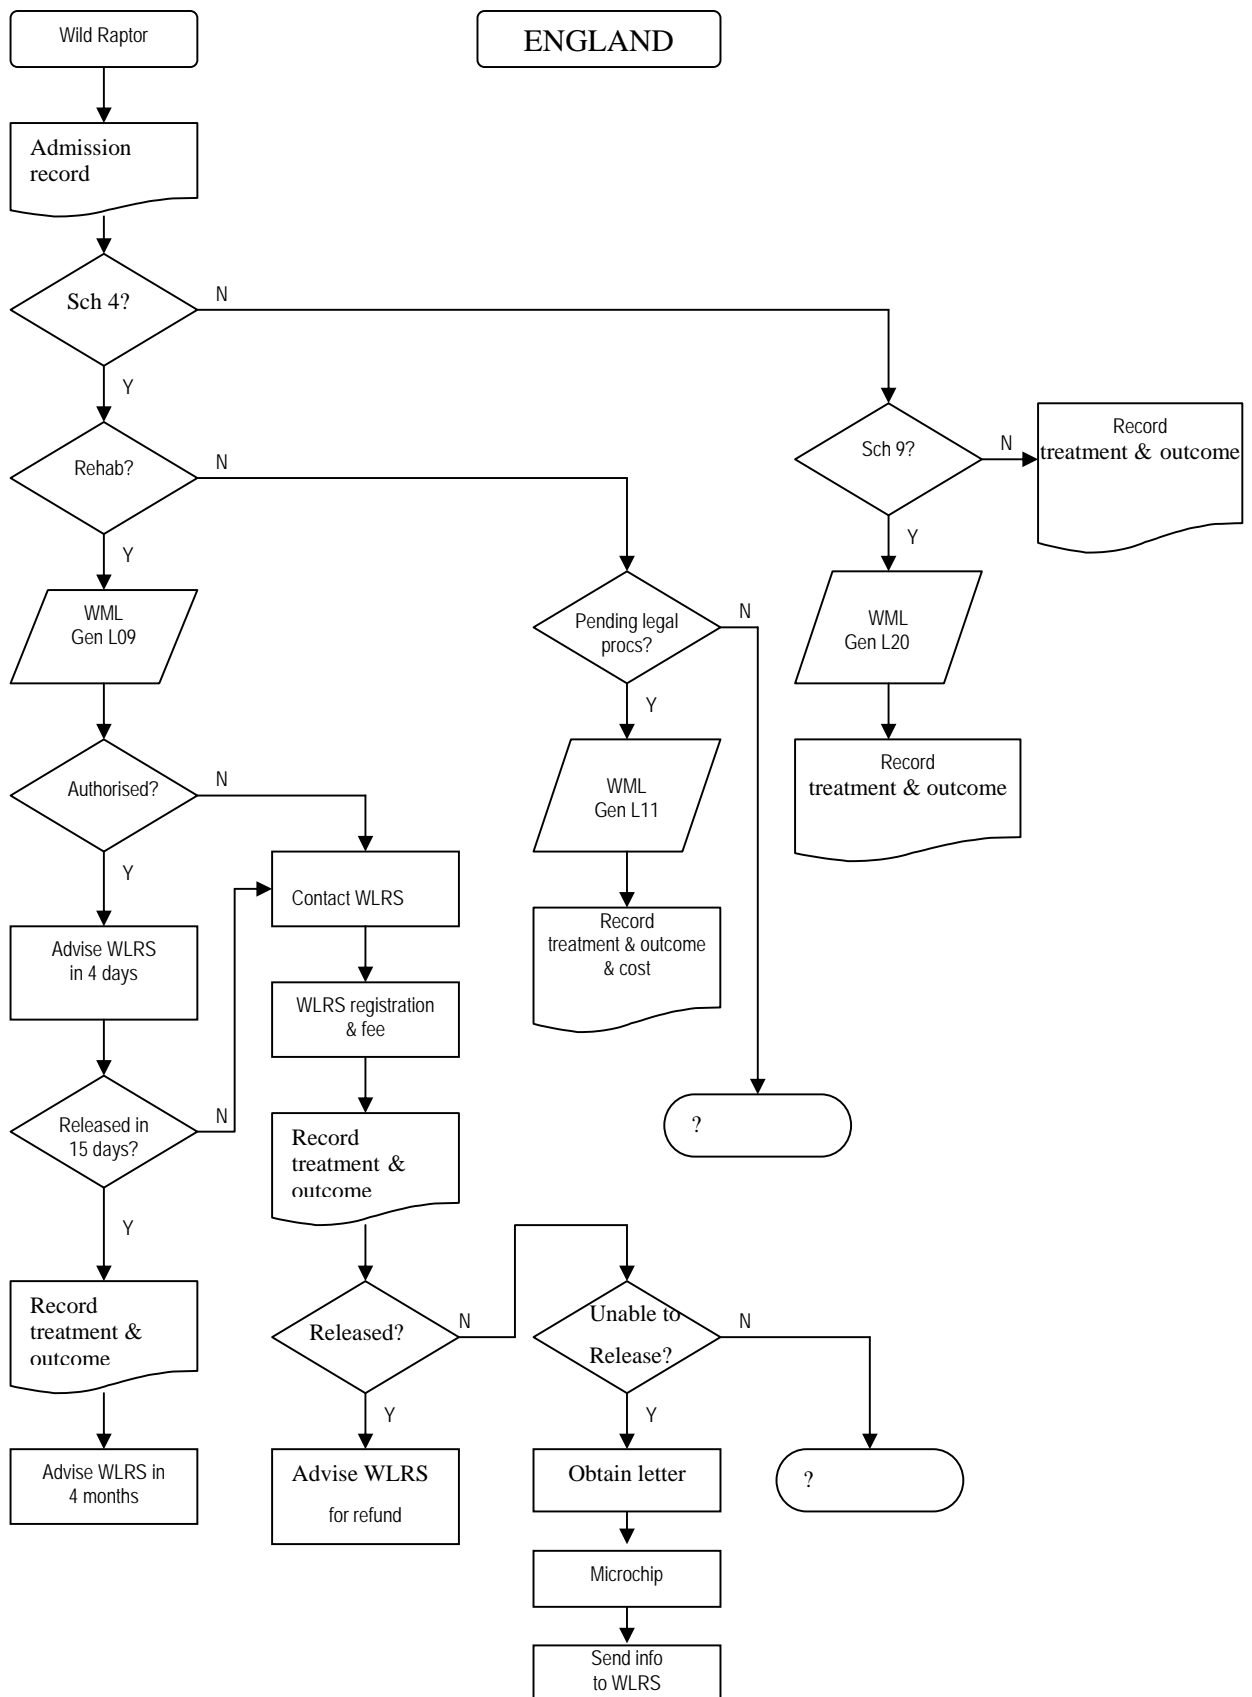 Wild Raptor
ENGLAND
Admission
record
Sch 4?
N
Y
Rehab?
N
Y
Sch 9?
N
Y
Record
treatment & outcome
WML
Gen L09
Pending legal
procs?
N
Y
WML
Gen L20
Authorised?
N
Y
WML
Gen L11
Record
treatment & outcome
Contact WLRS
Advise WLRS
in 4 days
Record
treatment & outcome
& cost
WLRS registration
& fee
Released in
15 days?
N
Y
Record
treatment &
outcome
?
Record
treatment &
outcome
Released?
N
Y
Unable to
Release?
N
Y
Advise WLRS in
4 months
Advise WLRS
for refund
Obtain letter
?
Microchip
Send info
to WLRS